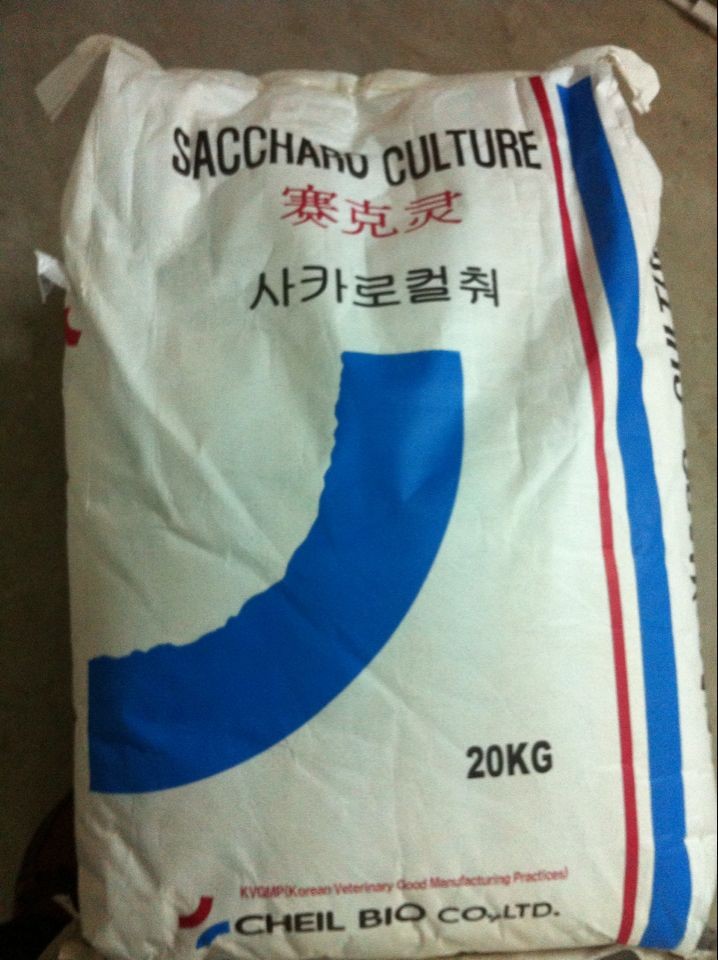 SACCHARO CULTURE
赛克灵
사카로컬춰
20KG
KVGMP(Korean Veterinary Good Manufacturing Practices)
CHEIL BIO CO.,LTD.